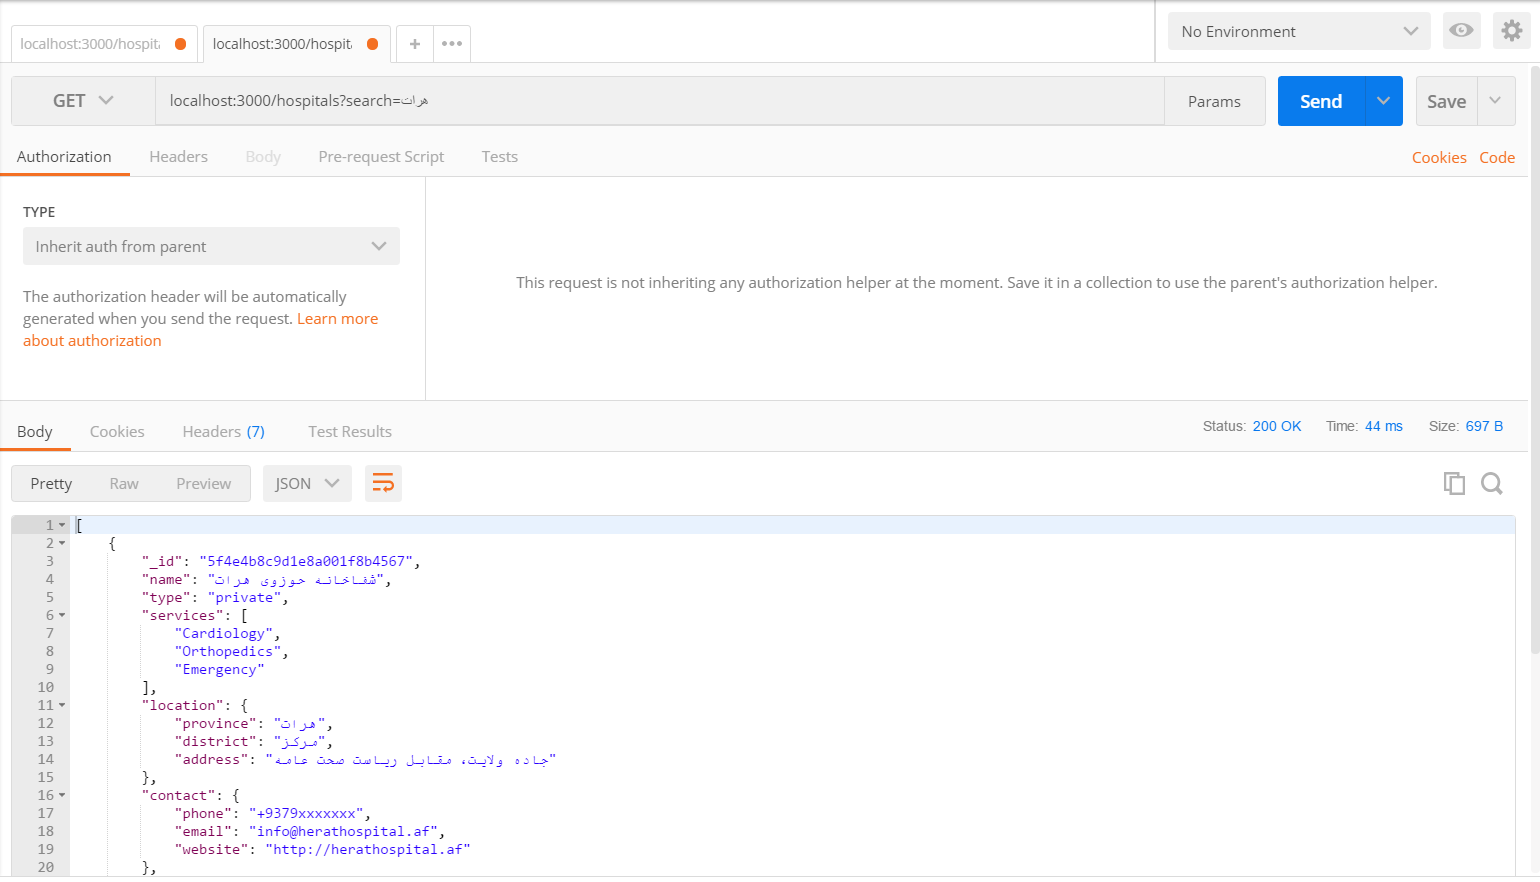 localhost:3000/hospit
localhost:3000/hospit
No Environment
GET
localhost:3000/hospitals?search=هرات
Params
Send
Save
Authorization
Headers
Body
Pre-request Script
Tests
Cookies
Code
TYPE
Inherit auth from parent
The authorization header will be automatically
generated when you send the request. Learn more
about authorization
This request is not inheriting any authorization helper at the moment. Save it in a collection to use the parent's authorization helper.
Body
Cookies
Headers (7)
Test Results
Status: 200 OK
Time: 44 ms
Size: 697 B
Pretty
Raw
Preview
JSON
1 [
2 {
3 "_id": "5f4e4b8c9d1e8a001f8b4567",
4 "name": "شفاخانه حوزوی هرات",
5 "type": "private",
6 "services": [
7 "Cardiology",
8 "Orthopedics",
9 "Emergency"
10 ],
11 "location": {
12 "province": "هرات",
13 "district": "مرکز",
14 "address": "جاده ولایت، مقابل ریاست صحت عامه"
15 },
16 "contact": {
17 "phone": "+9379xxxxxxx",
18 "email": "info@herathospital.af",
19 "website": "http://herathospital.af"
20 },